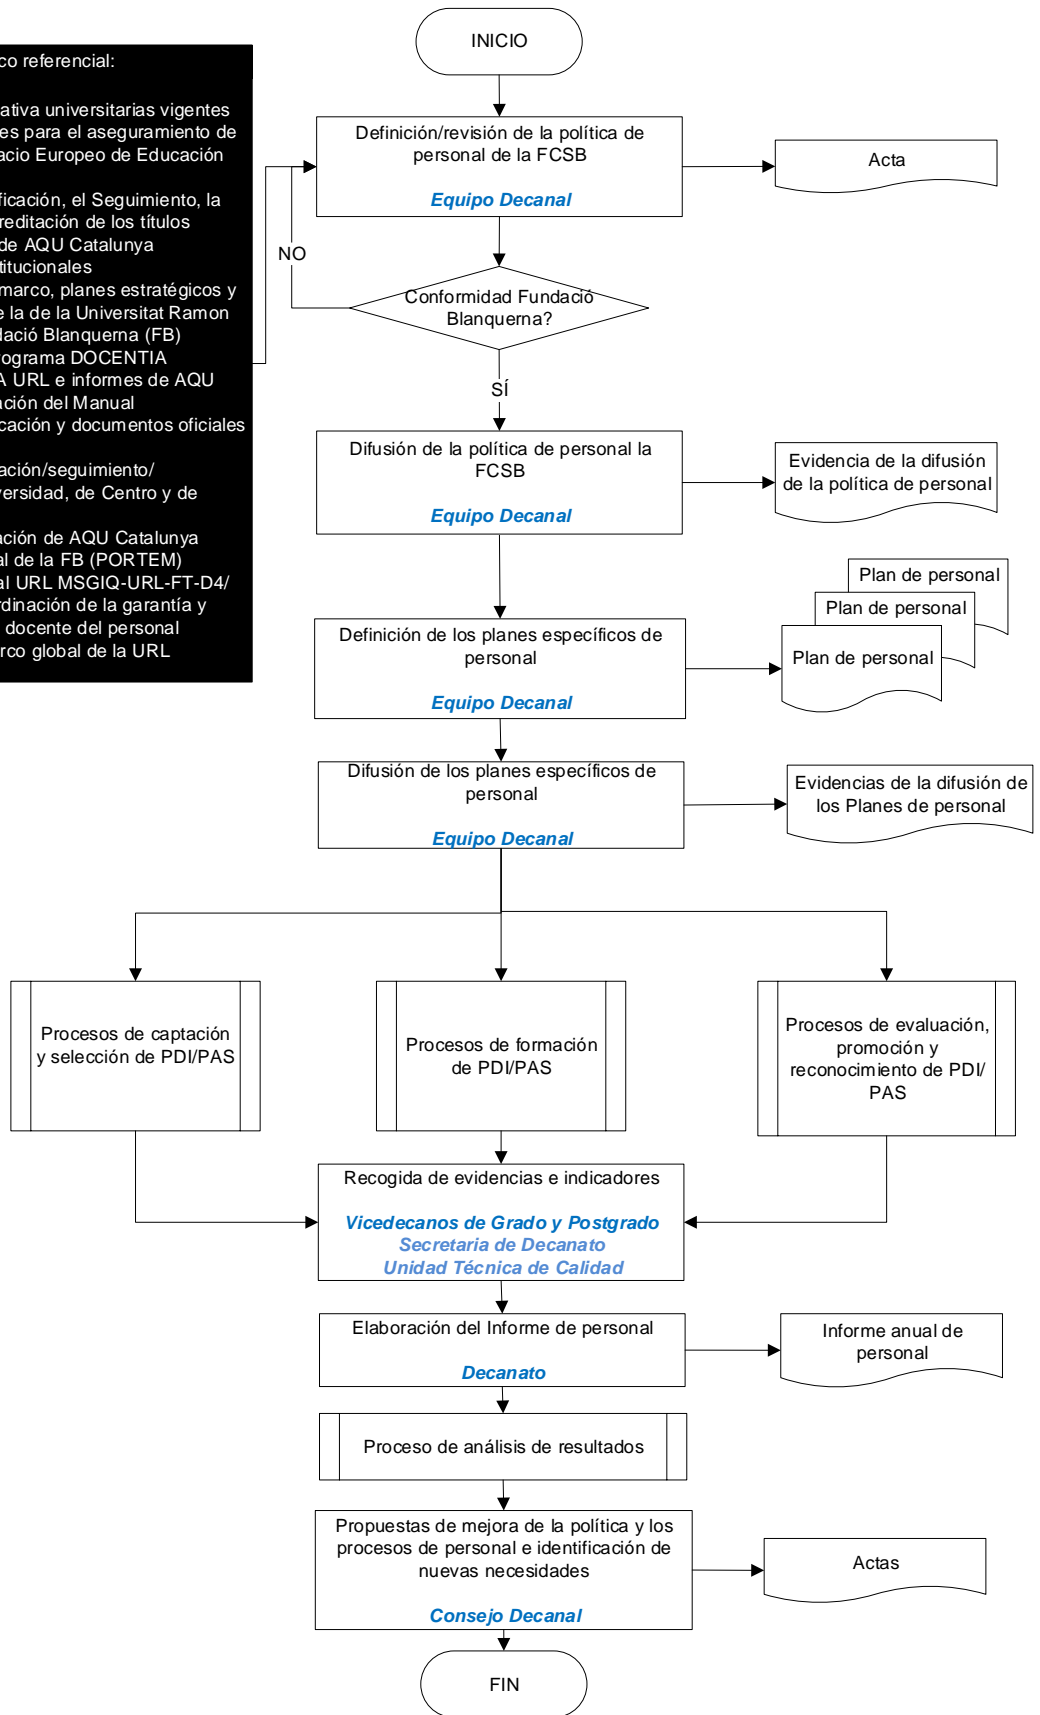 INICIO
co referencial:
ativa universitarias vigentes
es para el aseguramiento de
acio Europeo de Educación
ificación, el Seguimiento, la
reditación de los títulos
de AQU Catalunya
titucionales
marco, planes estratégicos y
e la de la Universitat Ramon
dació Blanquerna (FB)
rograma DOCENTIA
A URL e informes de AQU
ación del Manual
cación y documentos oficiales
ación/seguimiento/
versidad, de Centro y de
ación de AQU Catalunya
al de la FB (PORTEM)
al URL MSGIQ-URL-FT-D4/
rdinación de la garantía y
docente del personal
rco global de la URL
Definición/revisión de la política de
personal de la FCSB
Equipo Decanal
Acta
NO
Conformidad Fundació
Blanquerna?
SÍ
Difusión de la política de personal la
FCSB
Equipo Decanal
Evidencia de la difusión
de la política de personal
Definición de los planes específicos de
personal
Equipo Decanal
Plan de personal
Plan de personal
Plan de personal
Difusión de los planes específicos de
personal
Equipo Decanal
Evidencias de la difusión de
los Planes de personal
Procesos de captación
y selección de PDI/PAS
Procesos de formación
de PDI/PAS
Procesos de evaluación,
promoción y
reconocimiento de PDI/
PAS
Recogida de evidencias e indicadores
Vicedecanos de Grado y Postgrado
Secretaria de Decanato
Unidad Técnica de Calidad
Elaboración del Informe de personal
Decanato
Informe anual de
personal
Proceso de análisis de resultados
Propuestas de mejora de la política y los
procesos de personal e identificación de
nuevas necesidades
Consejo Decanal
Actas
FIN